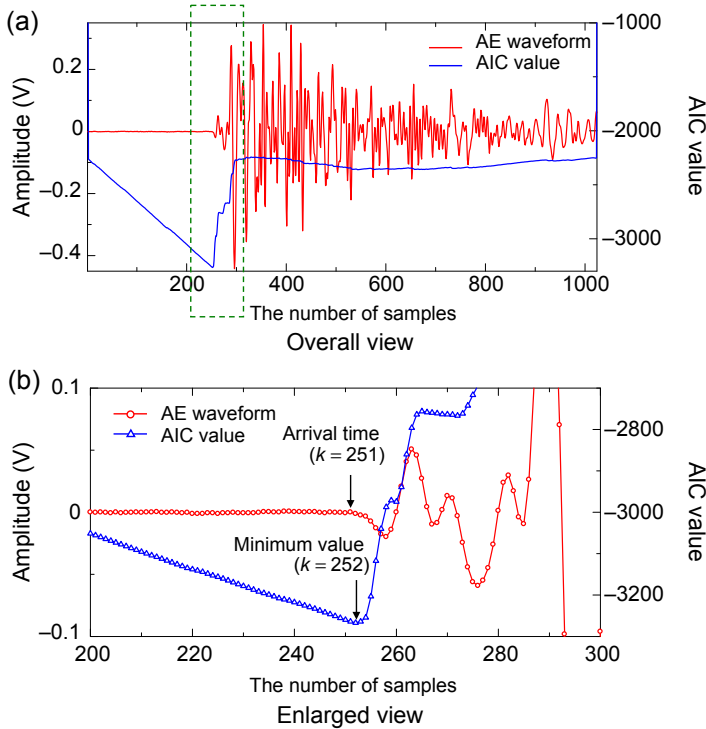 (a)
AE waveform
AIC value
Amplitude (V)
0.2
0
–0.2
–0.4
AIC value
–1000
–2000
–3000
200
400
600
800
1000
The number of samples
Overall view
(b)
AE waveform
AIC value
Arrival time
(k = 251)
Minimum value
(k = 252)
Amplitude (V)
0.1
0
–0.1
AIC value
–2800
–3000
–3200
200
220
240
260
280
300
The number of samples
Enlarged view